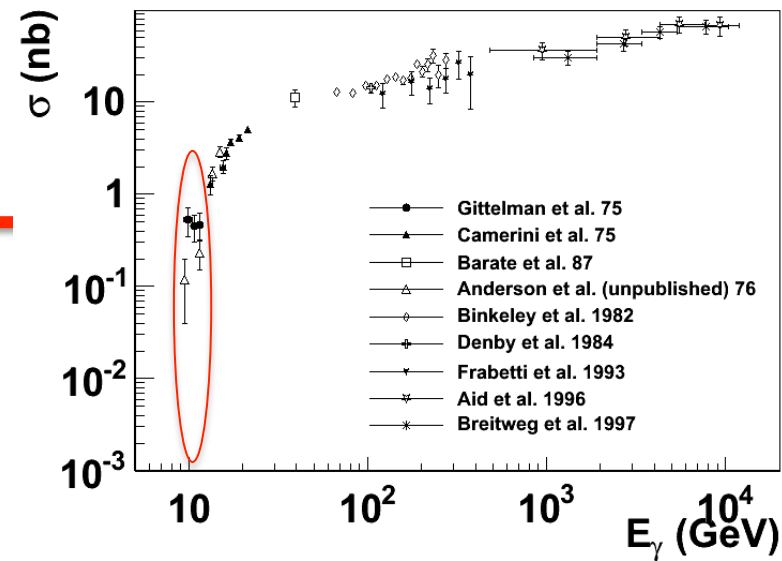 σ (nb)
10
1
10-1
10-2
10-3
Gittelman et al. 75
Camerini et al. 75
Barate et al. 87
Anderson et al. (unpublished) 76
Binkeley et al. 1982
Denby et al. 1984
Frabetti et al. 1993
Aid et al. 1996
Breitweg et al. 1997
10 10² 10³ 10⁴
Eγ (GeV)